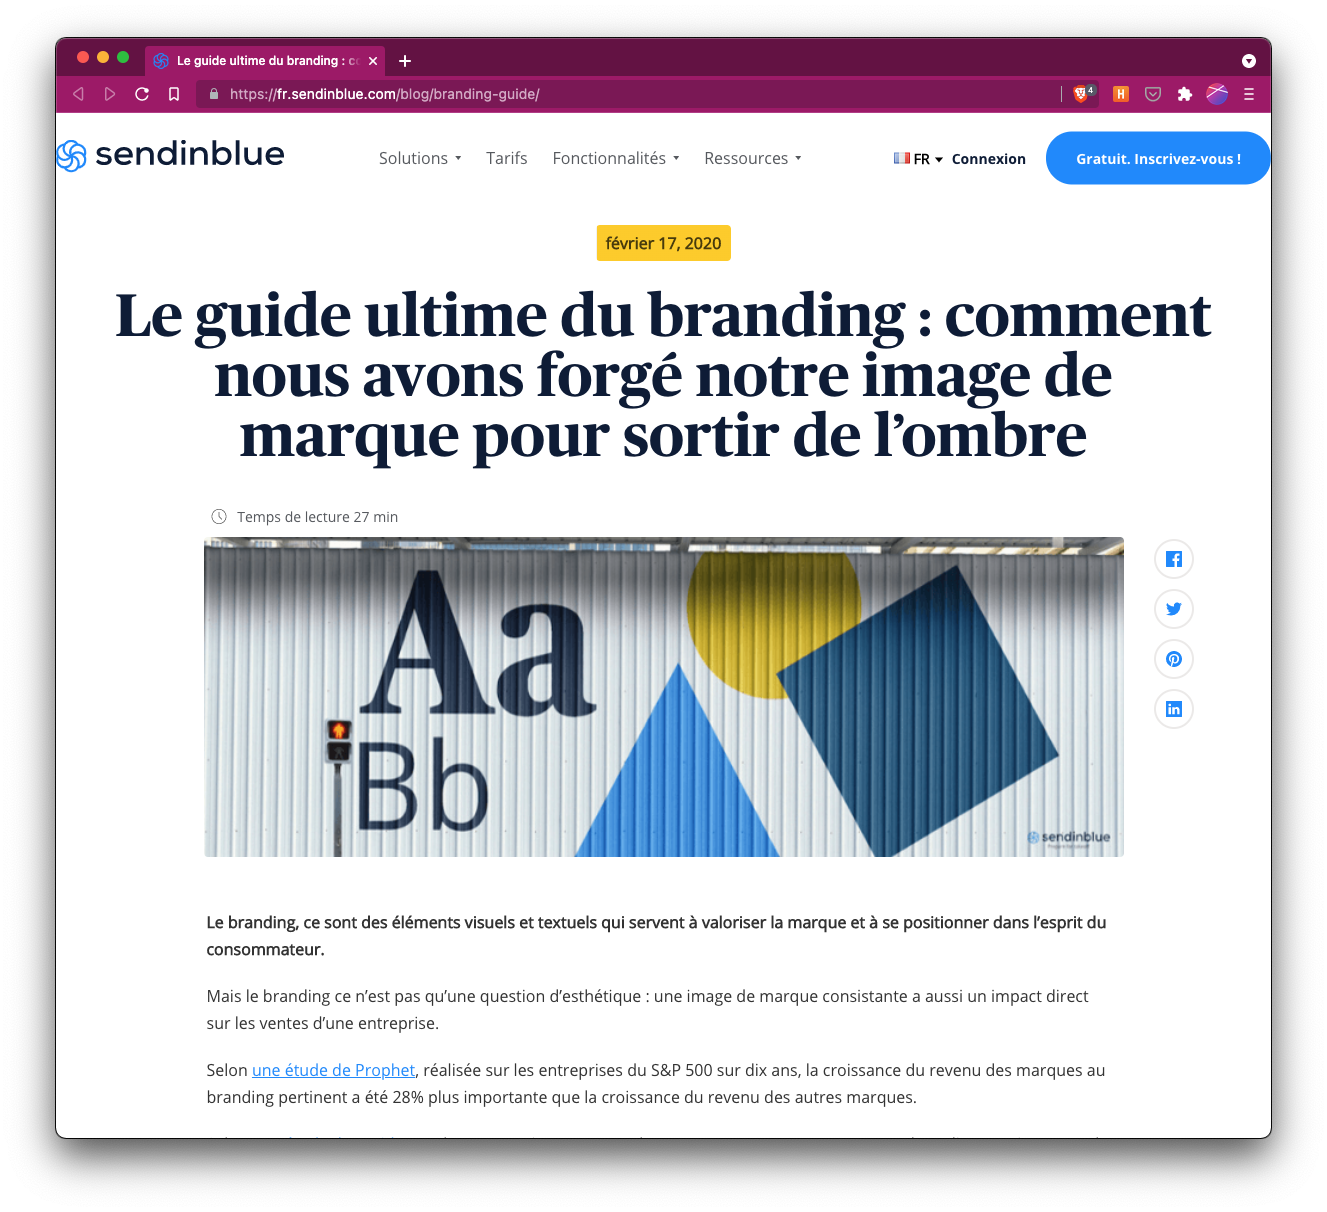 Le guide ultime du branding : c
https://fr.sendinblue.com/blog/branding-guide/
4
H
sendinblue
Solutions
Tarifs
Fonctionnalités
Ressources
FR
Connexion
Gratuit. Inscrivez-vous !
février 17, 2020
Le guide ultime du branding : comment
nous avons forgé notre image de
marque pour sortir de l’ombre
Temps de lecture 27 min
Aa
Bb
sendinblue
Le branding, ce sont des éléments visuels et textuels qui servent à valoriser la marque et à se positionner dans l’esprit du
consommateur.
Mais le branding ce n’est pas qu’une question d’esthétique : une image de marque consistante a aussi un impact direct
sur les ventes d’une entreprise.
Selon une étude de Prophet, réalisée sur les entreprises du S&P 500 sur dix ans, la croissance du revenu des marques au
branding pertinent a été 28% plus importante que la croissance du revenu des autres marques.